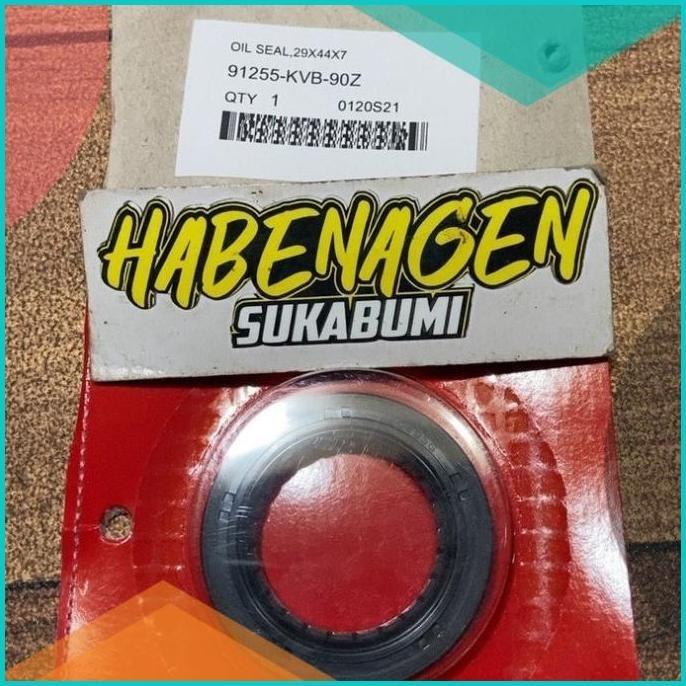 OIL SEAL,29X44X7
91255-KVB-90Z
QTY 1 0120S21
HABENAGEN
SUKABUMI